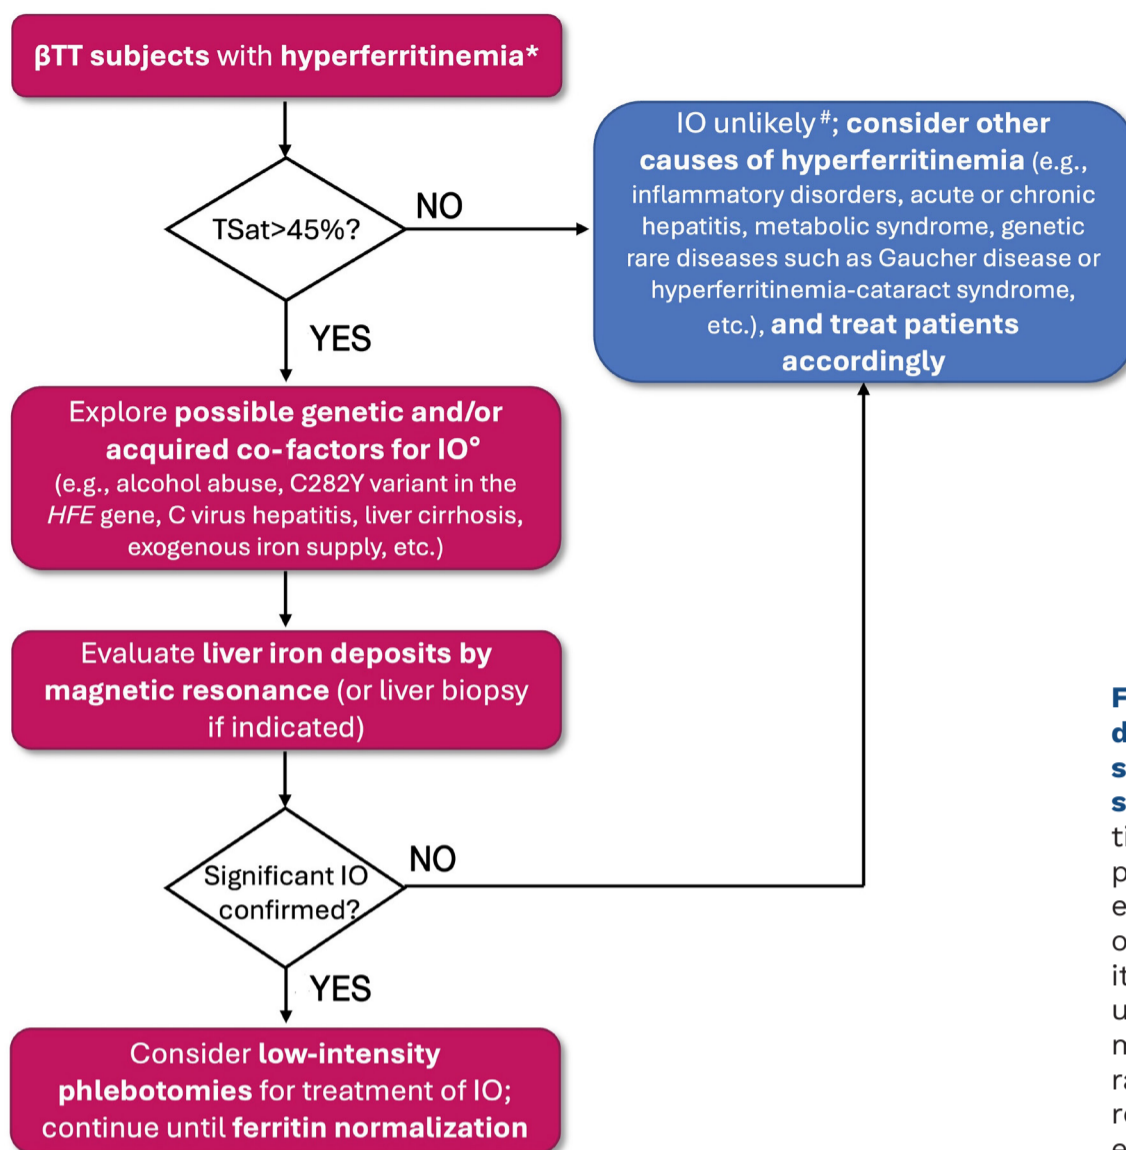 βTT subjects with hyperferritinemia*
TSat>45%?
NO
IO unlikely#; consider other
causes of hyperferritinemia (e.g.,
inflammatory disorders, acute or chronic
hepatitis, metabolic syndrome, genetic
rare diseases such as Gaucher disease or
hyperferritinemia-cataract syndrome,
etc.), and treat patients
accordingly
YES
Explore possible genetic and/or
acquired co-factors for IO°
(e.g., alcohol abuse, C282Y variant in the
HFE gene, C virus hepatitis, liver cirrhosis,
exogenous iron supply, etc.)
Evaluate liver iron deposits by
magnetic resonance (or liver biopsy
if indicated)
Significant IO
confirmed?
NO
YES
Consider low-intensity
phlebotomies for treatment of IO;
continue until ferritin normalization